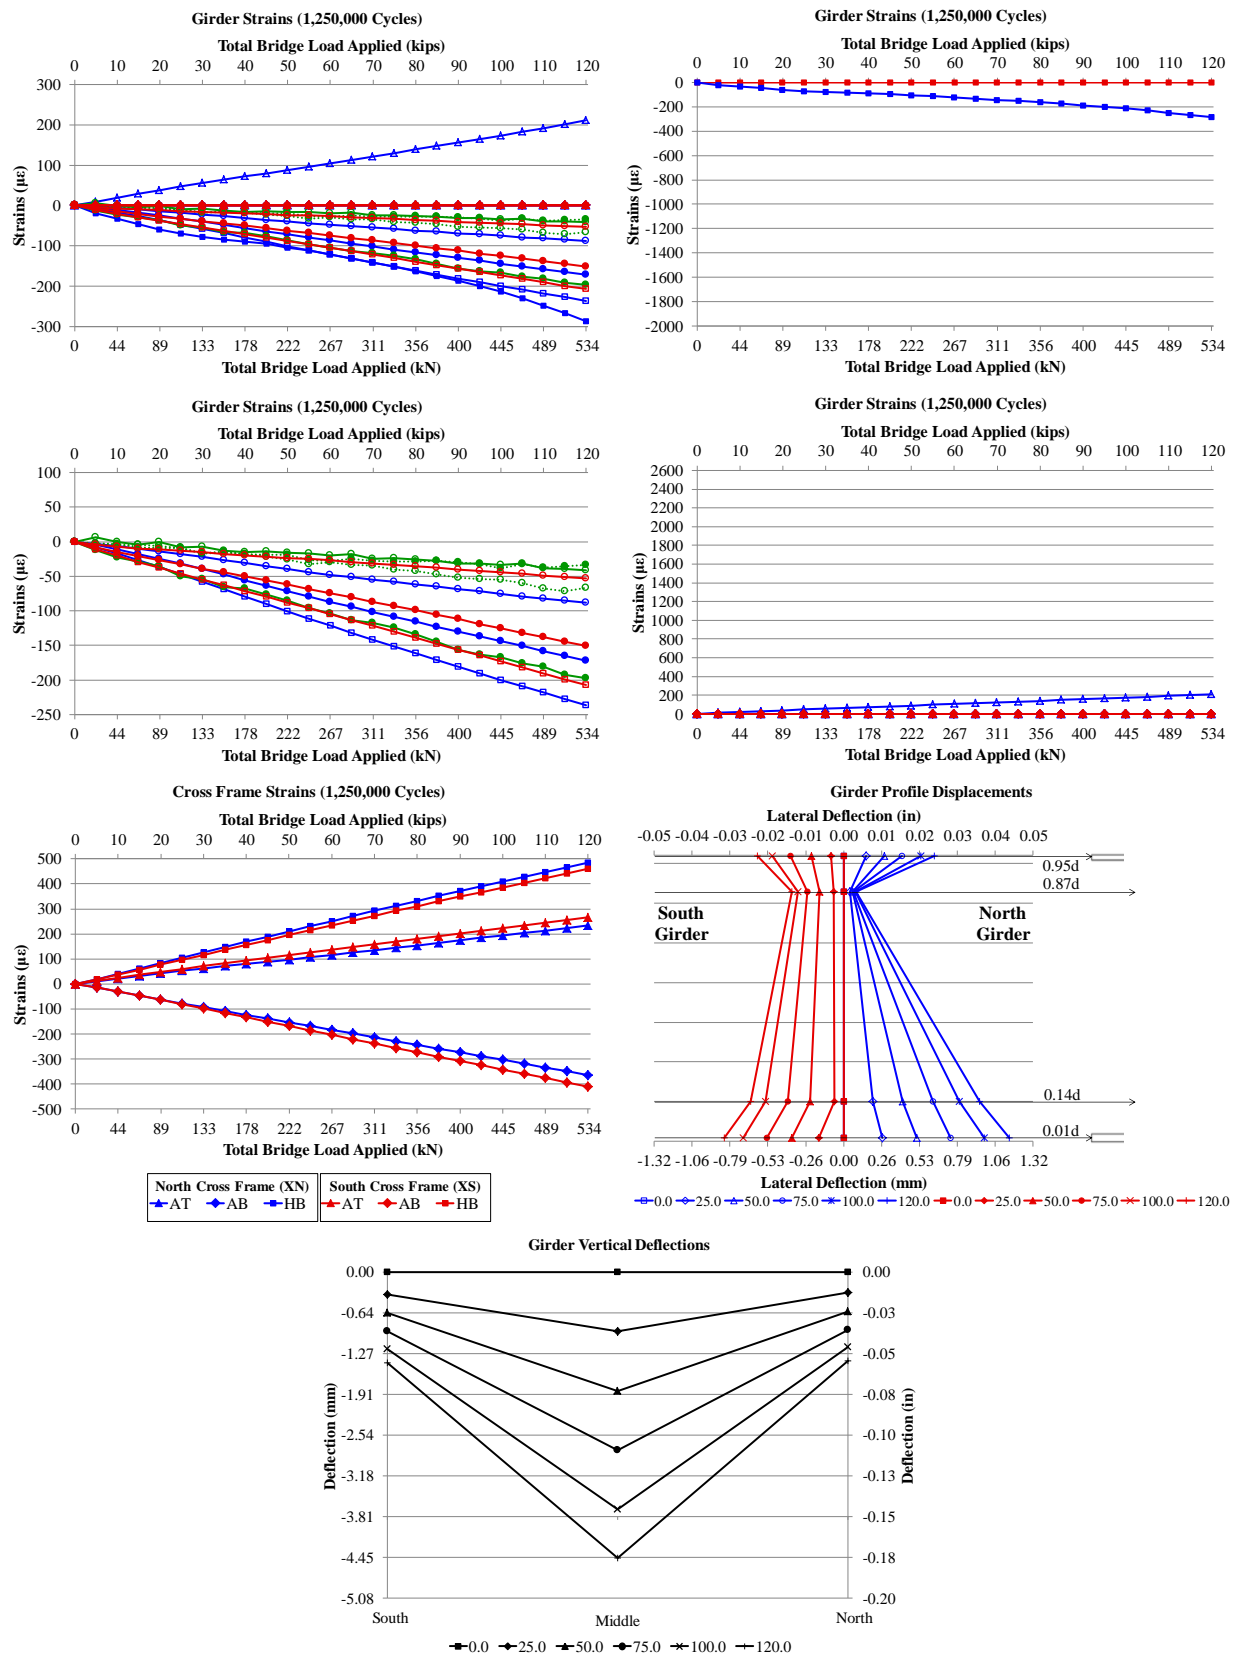 Girder Strains (1,250,000 Cycles)
Total Bridge Load Applied (kips)
0 10 20 30 40 50 60 70 80 90 100 110 120
300
200
100
0
-100
-200
-300
Strains (µε)
0 44 89 133 178 222 267 311 356 400 445 489 534
Total Bridge Load Applied (kN)
Girder Strains (1,250,000 Cycles)
Total Bridge Load Applied (kips)
0 10 20 30 40 50 60 70 80 90 100 110 120
0
-200
-400
-600
-800
-1000
-1200
-1400
-1600
-1800
-2000
Strains (µε)
0 44 89 133 178 222 267 311 356 400 445 489 534
Total Bridge Load Applied (kN)
Girder Strains (1,250,000 Cycles)
Total Bridge Load Applied (kips)
0 10 20 30 40 50 60 70 80 90 100 110 120
100
50
0
-50
-100
-150
-200
-250
Strains (µε)
0 44 89 133 178 222 267 311 356 400 445 489 534
Total Bridge Load Applied (kN)
Girder Strains (1,250,000 Cycles)
Total Bridge Load Applied (kips)
0 10 20 30 40 50 60 70 80 90 100 110 120
2600
2400
2200
2000
1800
1600
1400
1200
1000
800
600
400
200
0
Strains (µε)
0 44 89 133 178 222 267 311 356 400 445 489 534
Total Bridge Load Applied (kN)
Cross Frame Strains (1,250,000 Cycles)
Total Bridge Load Applied (kips)
0 10 20 30 40 50 60 70 80 90 100 110 120
500
400
300
200
100
0
-100
-200
-300
-400
-500
Strains (µε)
0 44 89 133 178 222 267 311 356 400 445 489 534
Total Bridge Load Applied (kN)
North Cross Frame (XN)
AT AB HB
South Cross Frame (XS)
AT AB HB
Girder Profile Displacements
Lateral Deflection (in)
-0.05 -0.04 -0.03 -0.02 -0.01 0.00 0.01 0.02 0.03 0.04 0.05
0.95d
0.87d
South
Girder
North
Girder
0.14d
0.01d
-1.32 -1.06 -0.79 -0.53 -0.26 0.00 0.26 0.53 0.79 1.06 1.32
Lateral Deflection (mm)
0.0 25.0 50.0 75.0 100.0 120.0 0.0 25.0 50.0 75.0 100.0 120.0
Girder Vertical Deflections
0.00
-0.64
-1.27
-1.91
-2.54
-3.18
-3.81
-4.45
-5.08
Deflection (mm)
0.00
-0.03
-0.05
-0.08
-0.10
-0.13
-0.15
-0.18
-0.20
Deflection (in)
South Middle North
0.0 25.0 50.0 75.0 100.0 120.0